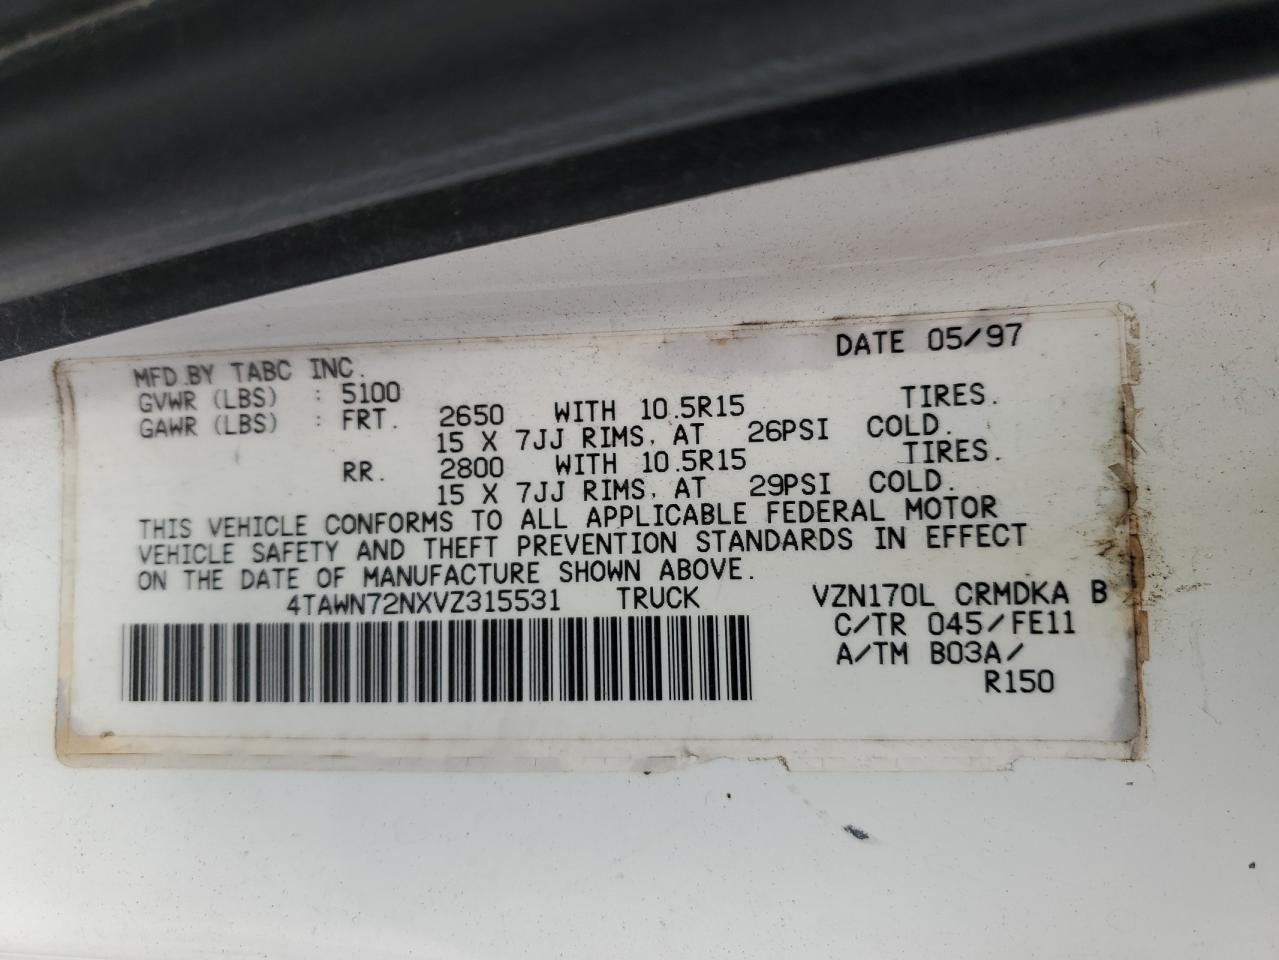 DATE 05/97
MFD.BY TABC INC.
GVWR (LBS) : 5100
GAWR (LBS) : FRT. 2650 WITH 10.5R15 TIRES.
15 X 7JJ RIMS, AT 26PSI COLD.
RR. 2800 WITH 10.5R15 TIRES.
15 X 7JJ RIMS, AT 29PSI COLD.
THIS VEHICLE CONFORMS TO ALL APPLICABLE FEDERAL MOTOR
VEHICLE SAFETY AND THEFT PREVENTION STANDARDS IN EFFECT
ON THE DATE OF MANUFACTURE SHOWN ABOVE.
4TAWN72NXVZ315531 TRUCK VZN170L CRMDKA B
C/TR 045/FE11
A/TM B03A/
R150